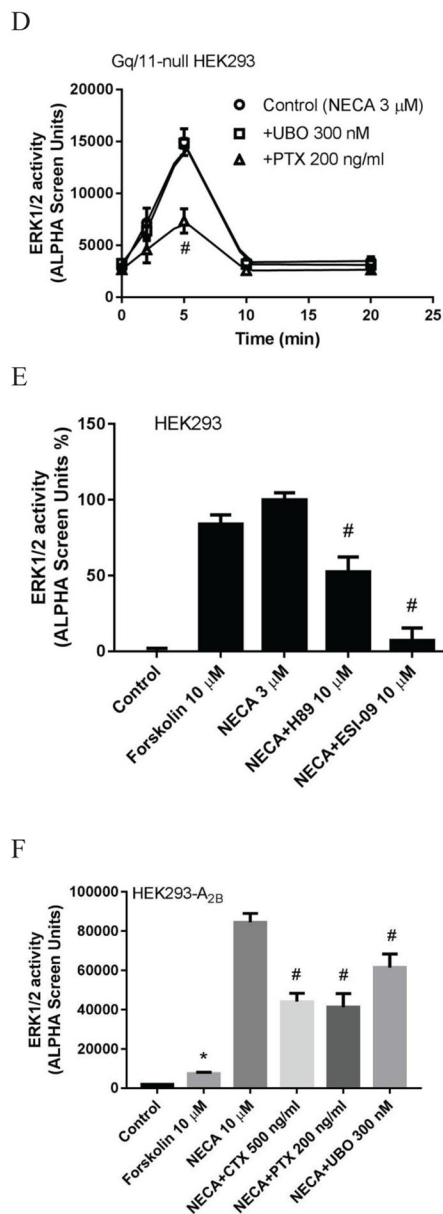 D
Gq/11-null HEK293
ERK1/2 activity
(ALPHA Screen Units)
20000
15000
10000
5000
0
Control (NECA 3 μM)
+UBO 300 nM
+PTX 200 ng/ml
#
0 5 10 15 20 25
Time (min)
E
HEK293
ERK1/2 activity
(ALPHA Screen Units %)
150
100
50
0
#
#
Control
Forskolin 10 μM
NECA 3 μM
NECA+H89 10 μM
NECA+ESI-09 10 μM
F
HEK293-A2B
ERK1/2 activity
(ALPHA Screen Units)
100000
80000
60000
40000
20000
0
*
#
#
#
Control
Forskolin 10 μM
NECA 10 μM
NECA+CTX 500 ng/ml
NECA+PTX 200 ng/ml
NECA+UBO 300 nM